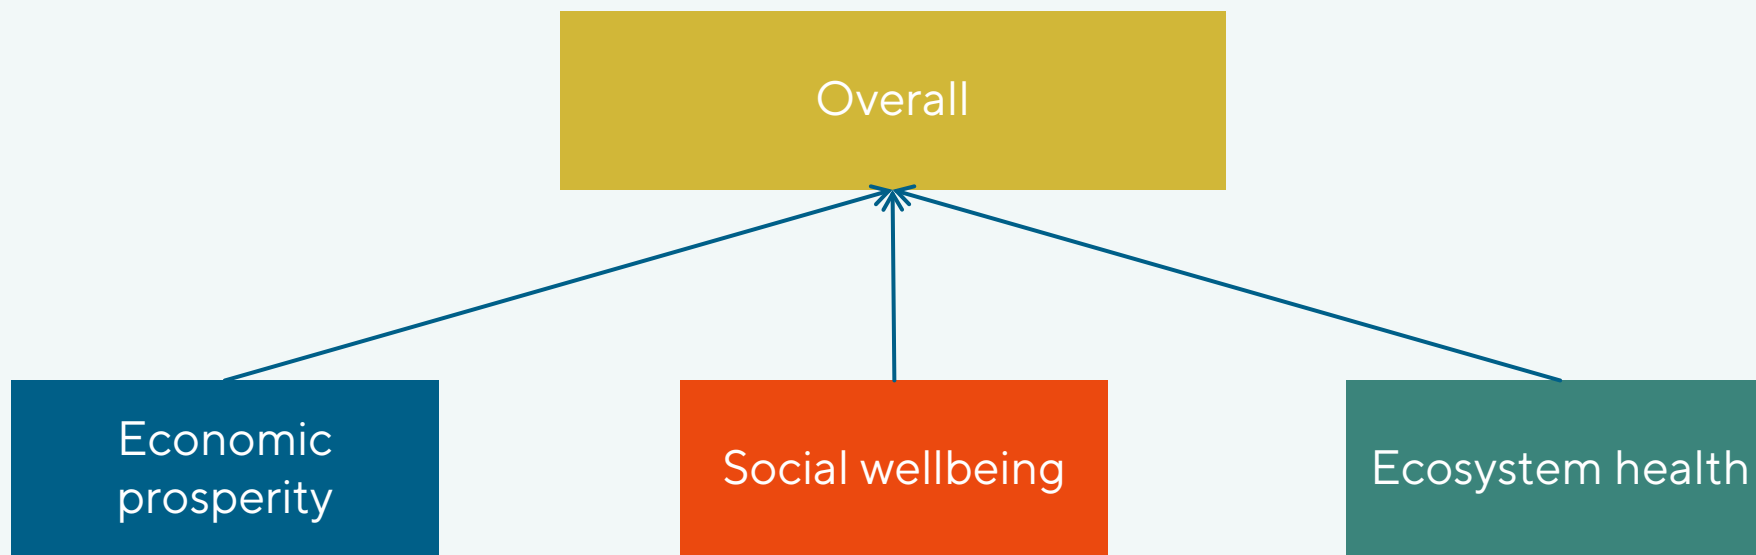 Overall
Economic
prosperity
Social wellbeing
Ecosystem health